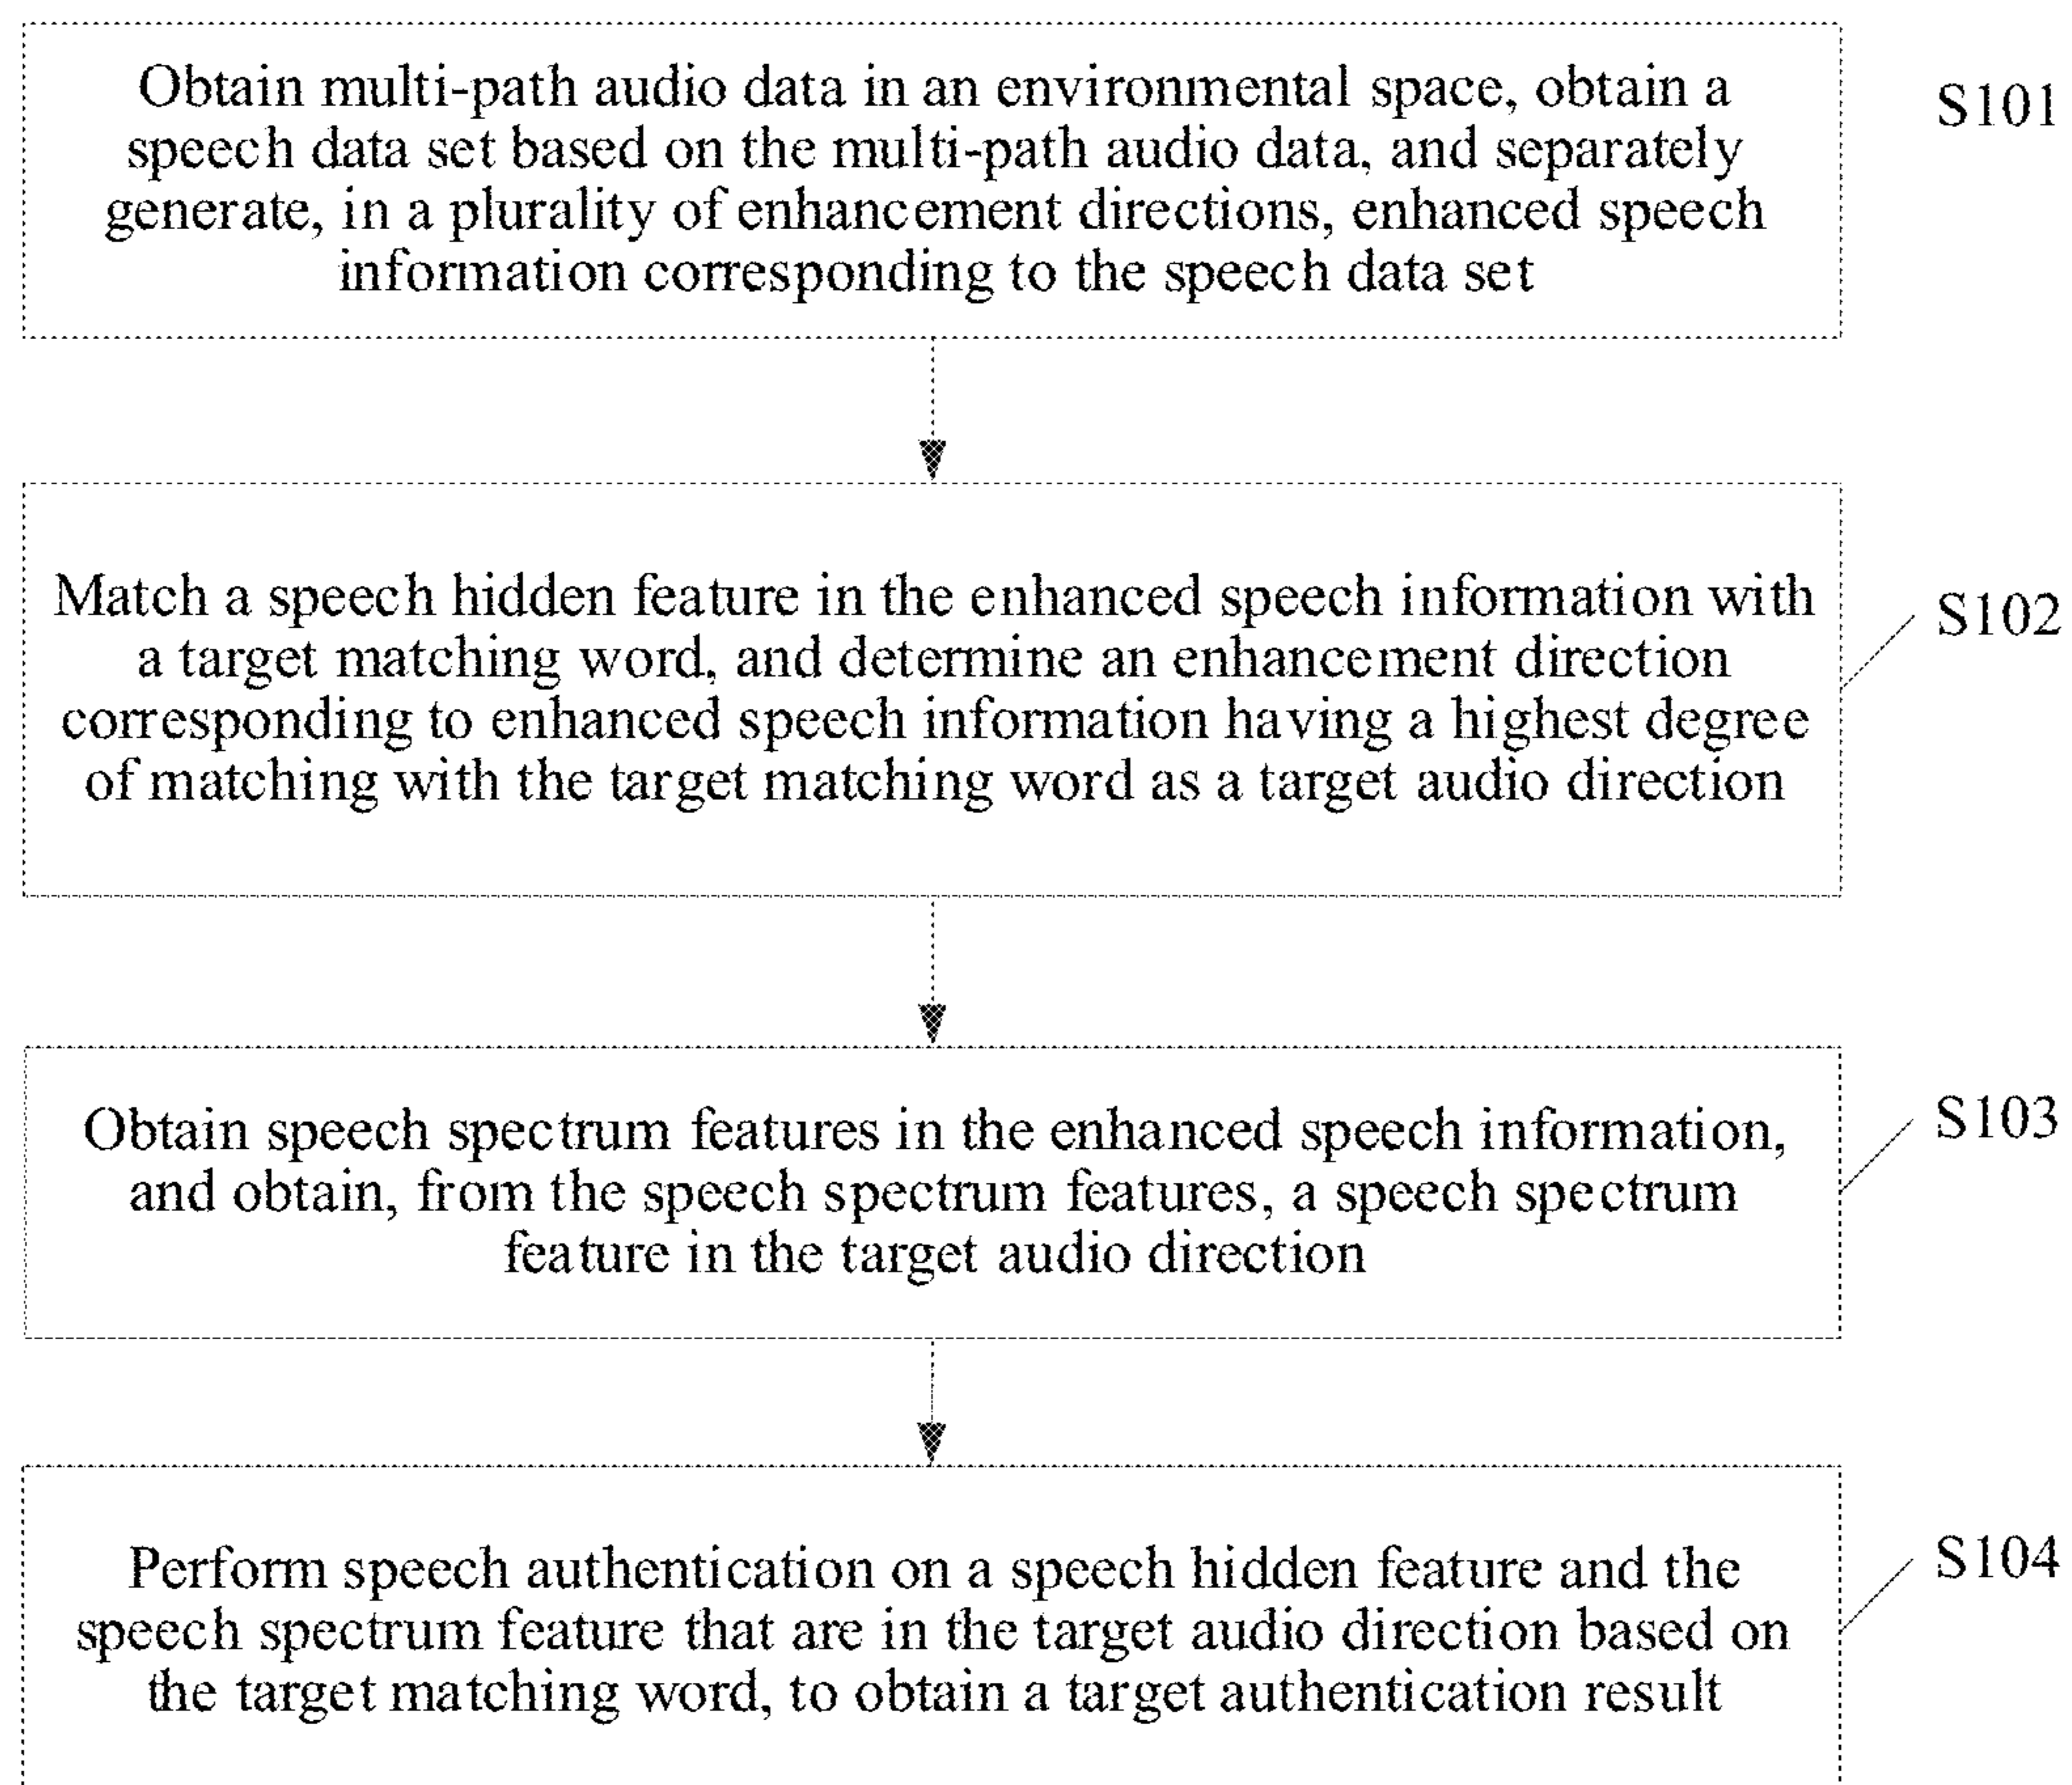 Obtain multi-path audio data in an environmental space, obtain a
speech data set based on the multi-path audio data, and separately
generate, in a plurality of enhancement directions, enhanced speech
information corresponding to the speech data set
S101
Match a speech hidden feature in the enhanced speech information with
a target matching word, and determine an enhancement direction
corresponding to enhanced speech information having a highest degree
of matching with the target matching word as a target audio direction
S102
Obtain speech spectrum features in the enhanced speech information,
and obtain, from the speech spectrum features, a speech spectrum
feature in the target audio direction
S103
Perform speech authentication on a speech hidden feature and the
speech spectrum feature that are in the target audio direction based on
the target matching word, to obtain a target authentication result
S104